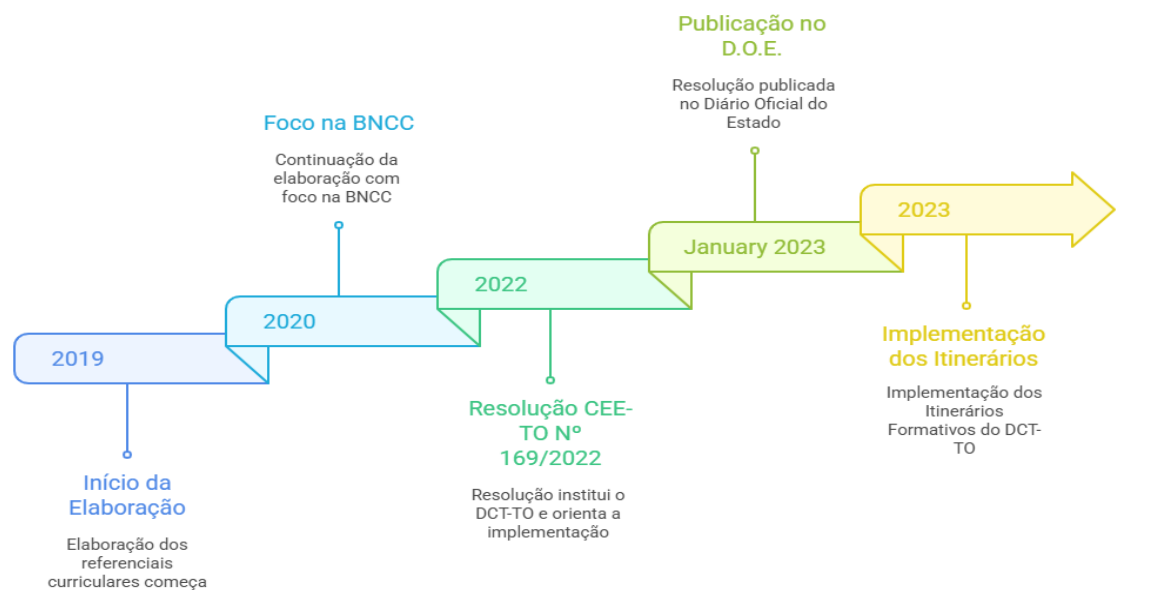 2019
Início da
Elaboração
Elaboração dos
referenciais
curriculares começa
Foco na BNCC
Continuação da
elaboração com
foco na BNCC
2020
2022
Resolução CEE-
TO Nº
169/2022
Resolução institui o
DCT-TO e orienta a
implementação
Publicação no
D.O.E.
Resolução publicada
no Diário Oficial do
Estado
January 2023
2023
Implementação
dos Itinerários
Implementação dos
Itinerários
Formativos do DCT-
TO